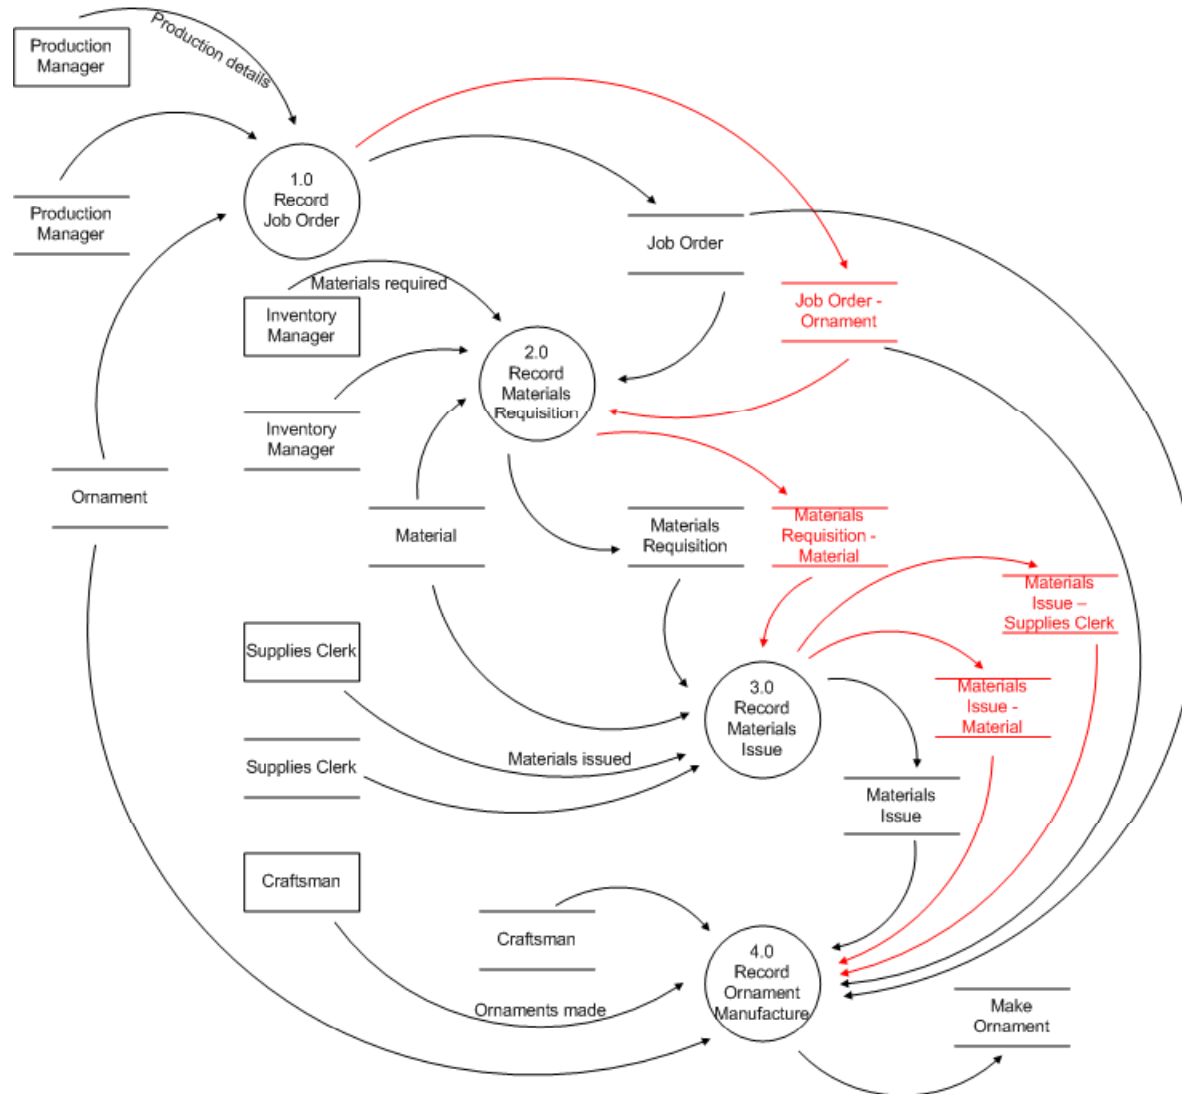 Production
Manager
Production details
1.0
Record
Job Order
Production
Manager
Job Order
Materials required
Inventory
Manager
Job Order -
Ornament
2.0
Record
Materials
Requisition
Inventory
Manager
Ornament
Material
Materials
Requisition
Materials
Requisition -
Material
Materials
Issue –
Supplies Clerk
Supplies Clerk
3.0
Record
Materials
Issue
Materials
Issue -
Material
Materials issued
Supplies Clerk
Materials
Issue
Craftsman
Craftsman
4.0
Record
Ornament
Manufacture
Ornaments made
Make
Ornament